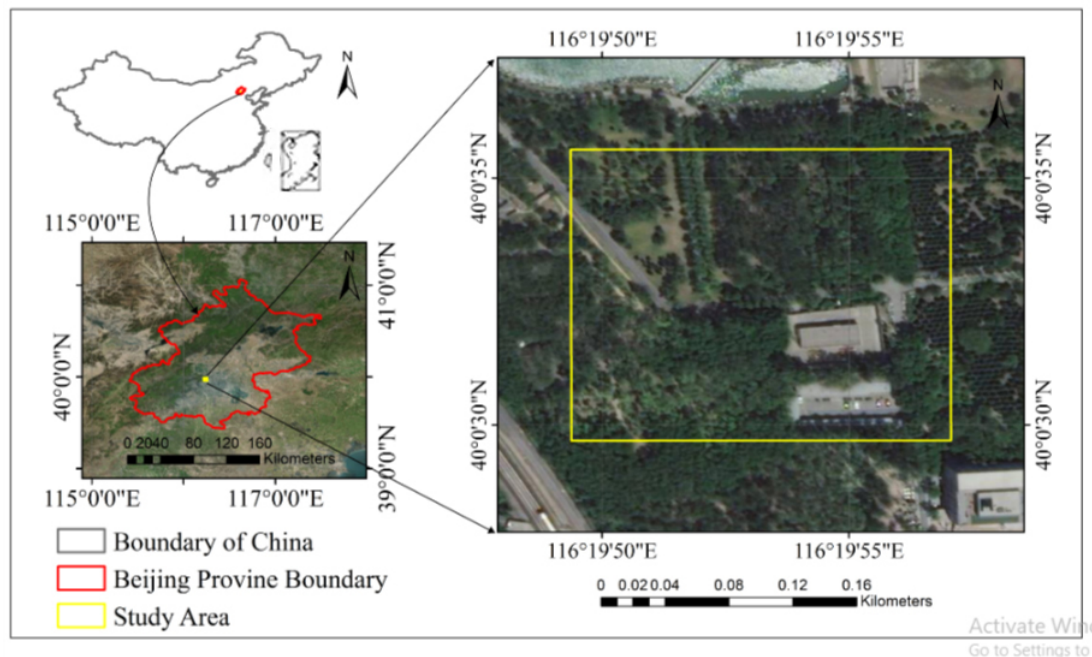 N
115°0'0"E 117°0'0"E
N
41°0'0"N
40°0'0"N
39°0'0"N
0 2040 80 120 160
Kilometers
115°0'0"E 117°0'0"E
Boundary of China
Beijing Provine Boundary
Study Area
116°19'50"E 116°19'55"E
N
40°0'35"N 40°0'35"N
40°0'30"N 40°0'30"N
116°19'50"E 116°19'55"E
0 0.02 0.04 0.08 0.12 0.16
Kilometers
Activate Win
Go to Settings to